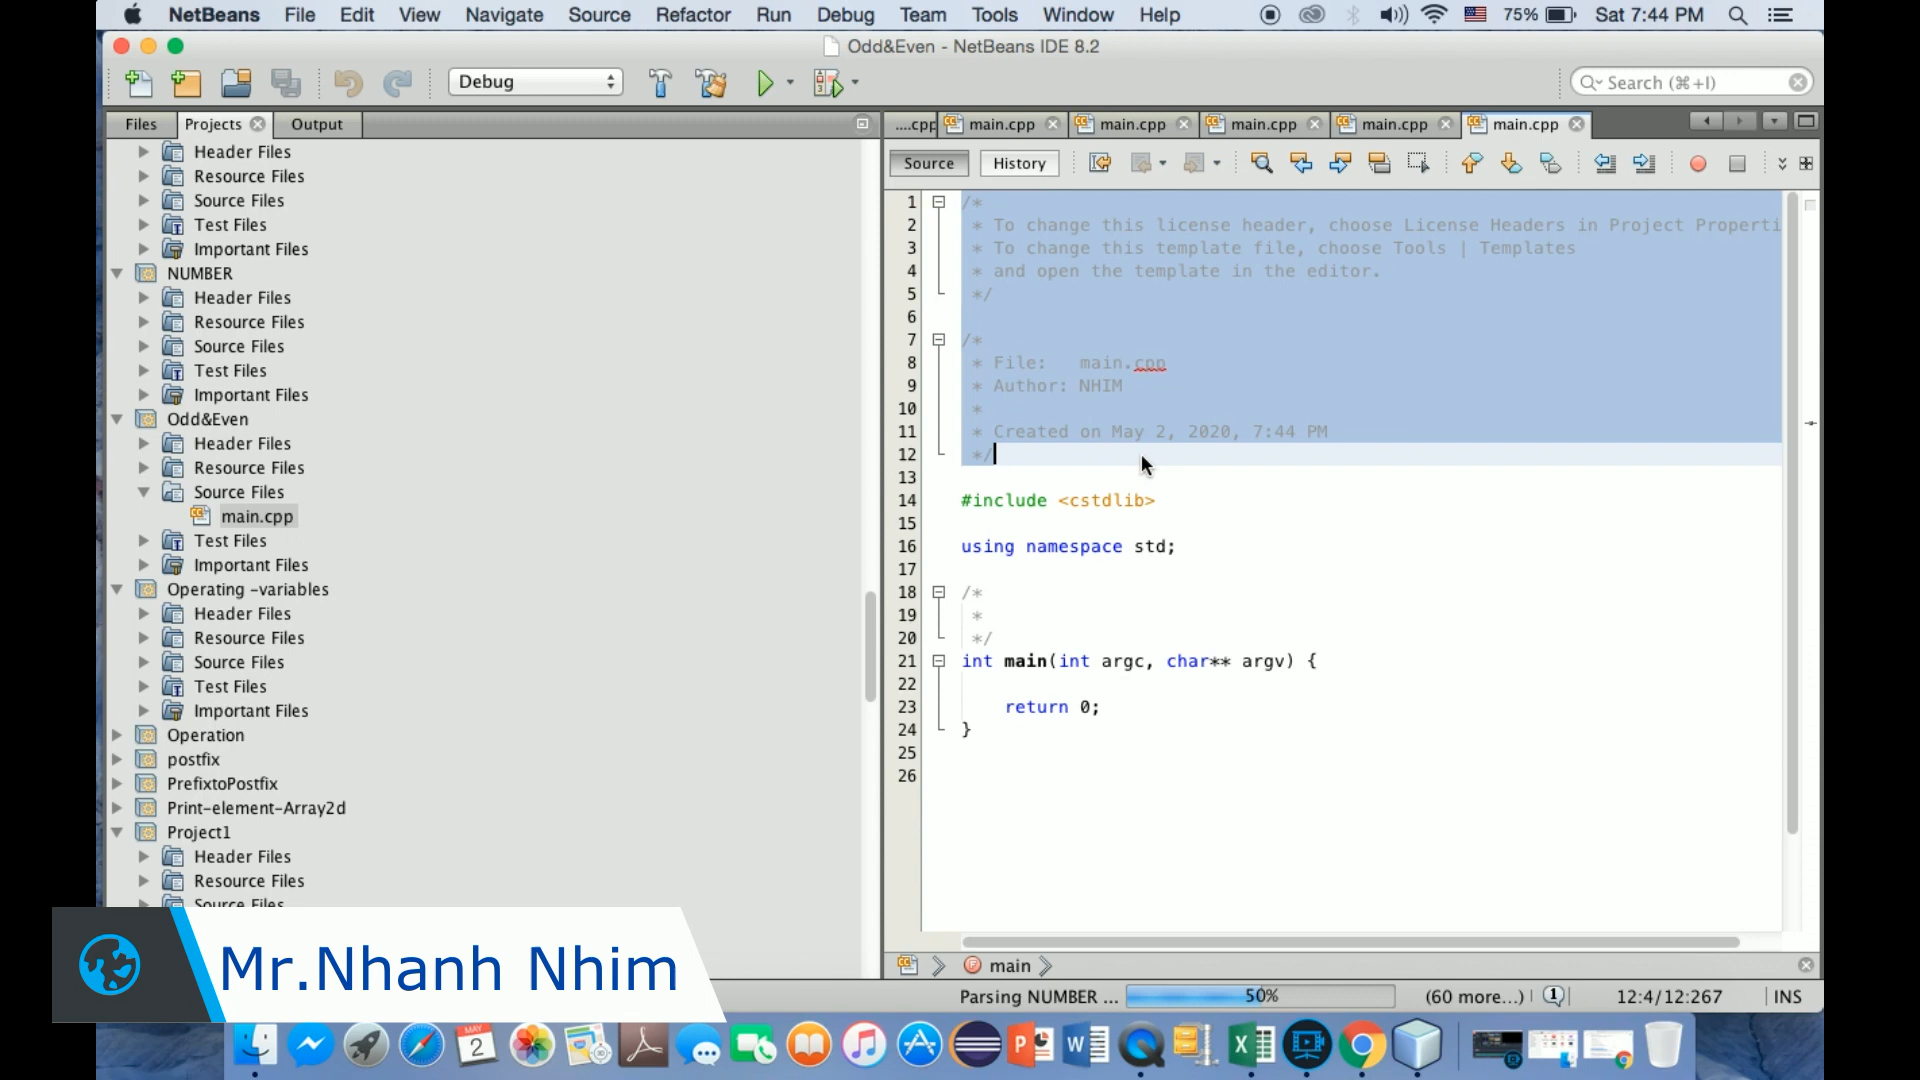 NetBeans File Edit View Navigate Source Refactor Run Debug Team Tools Window Help 75% Sat 7:44 PM
Odd&Even - NetBeans IDE 8.2
Debug
Search (⌘+I)
Files Projects Output
....cpp main.cpp main.cpp main.cpp main.cpp main.cpp
Source History
Header Files
Resource Files
Source Files
Test Files
Important Files
NUMBER
Header Files
Resource Files
Source Files
Test Files
Important Files
Odd&Even
Header Files
Resource Files
Source Files
main.cpp
Test Files
Important Files
Operating -variables
Header Files
Resource Files
Source Files
Test Files
Important Files
Operation
postfix
PrefixtoPostfix
Print-element-Array2d
Project1
Header Files
Resource Files
Source Files
1 /*
2 * To change this license header, choose License Headers in Project Properti
3 * To change this template file, choose Tools | Templates
4 * and open the template in the editor.
5 */
6
7 /*
8 * File: main.cpp
9 * Author: NHIM
10 *
11 * Created on May 2, 2020, 7:44 PM
12 */
13
14 #include <cstdlib>
15
16 using namespace std;
17
18 /*
19 *
20 */
21 int main(int argc, char** argv) {
22
23 return 0;
24 }
25
26
main
Mr.Nhanh Nhim
Parsing NUMBER ... 50% (60 more...) 1 12:4/12:267 INS
MAY
2
P W X